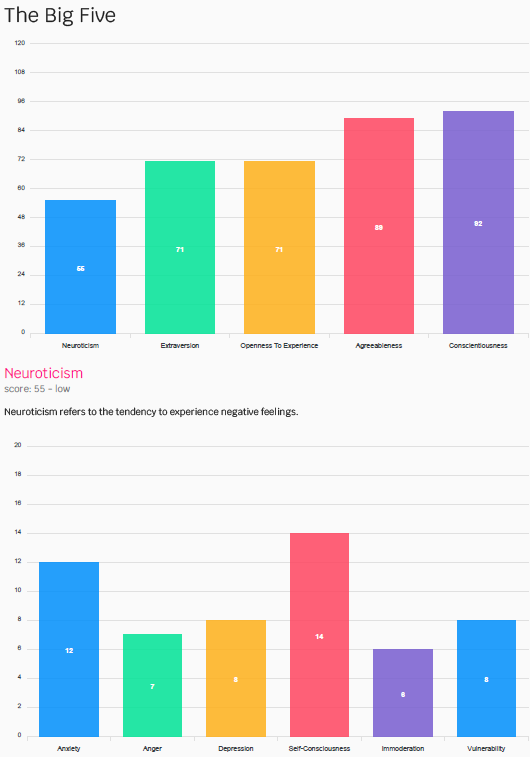 The Big Five
120
108
96
84
72
60
48
36
24
12
0
55
71
71
89
92
Neuroticism
Extraversion
Openness To Experience
Agreeableness
Conscientiousness
Neuroticism
score: 55 - low
Neuroticism refers to the tendency to experience negative feelings.
20
18
16
14
12
10
8
6
4
2
0
12
7
8
14
6
8
Anxiety
Anger
Depression
Self-Consciousness
Immoderation
Vulnerability